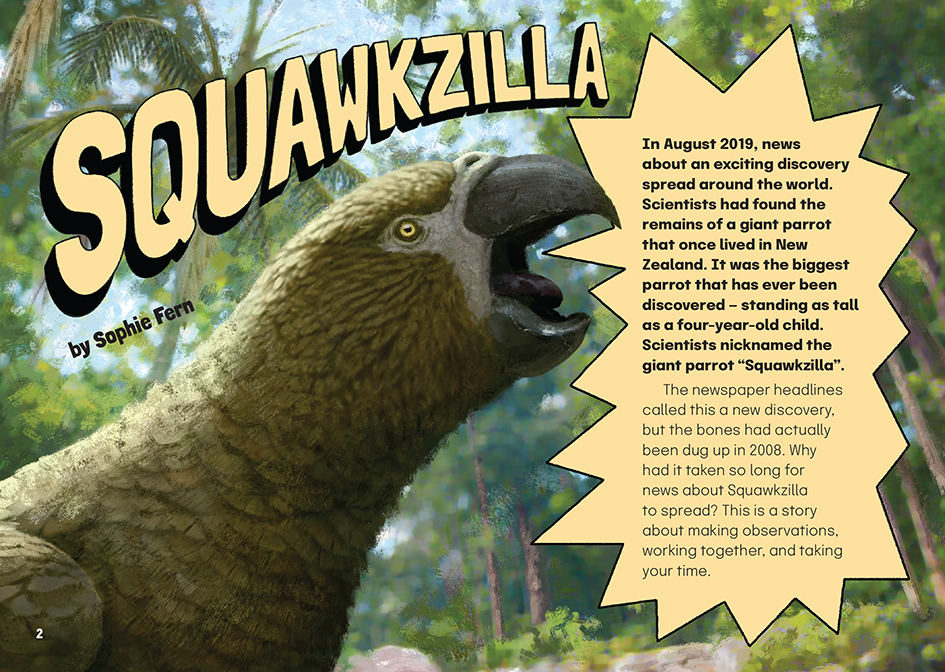 SQUAWKZILLA
by Sophie Fern
In August 2019, news
about an exciting discovery
spread around the world.
Scientists had found the
remains of a giant parrot
that once lived in New
Zealand. It was the biggest
parrot that has ever been
discovered – standing as tall
as a four-year-old child.
Scientists nicknamed the
giant parrot “Squawkzilla”.
The newspaper headlines
called this a new discovery,
but the bones had actually
been dug up in 2008. Why
had it taken so long for
news about Squawkzilla
to spread? This is a story
about making observations,
working together, and taking
your time.
2